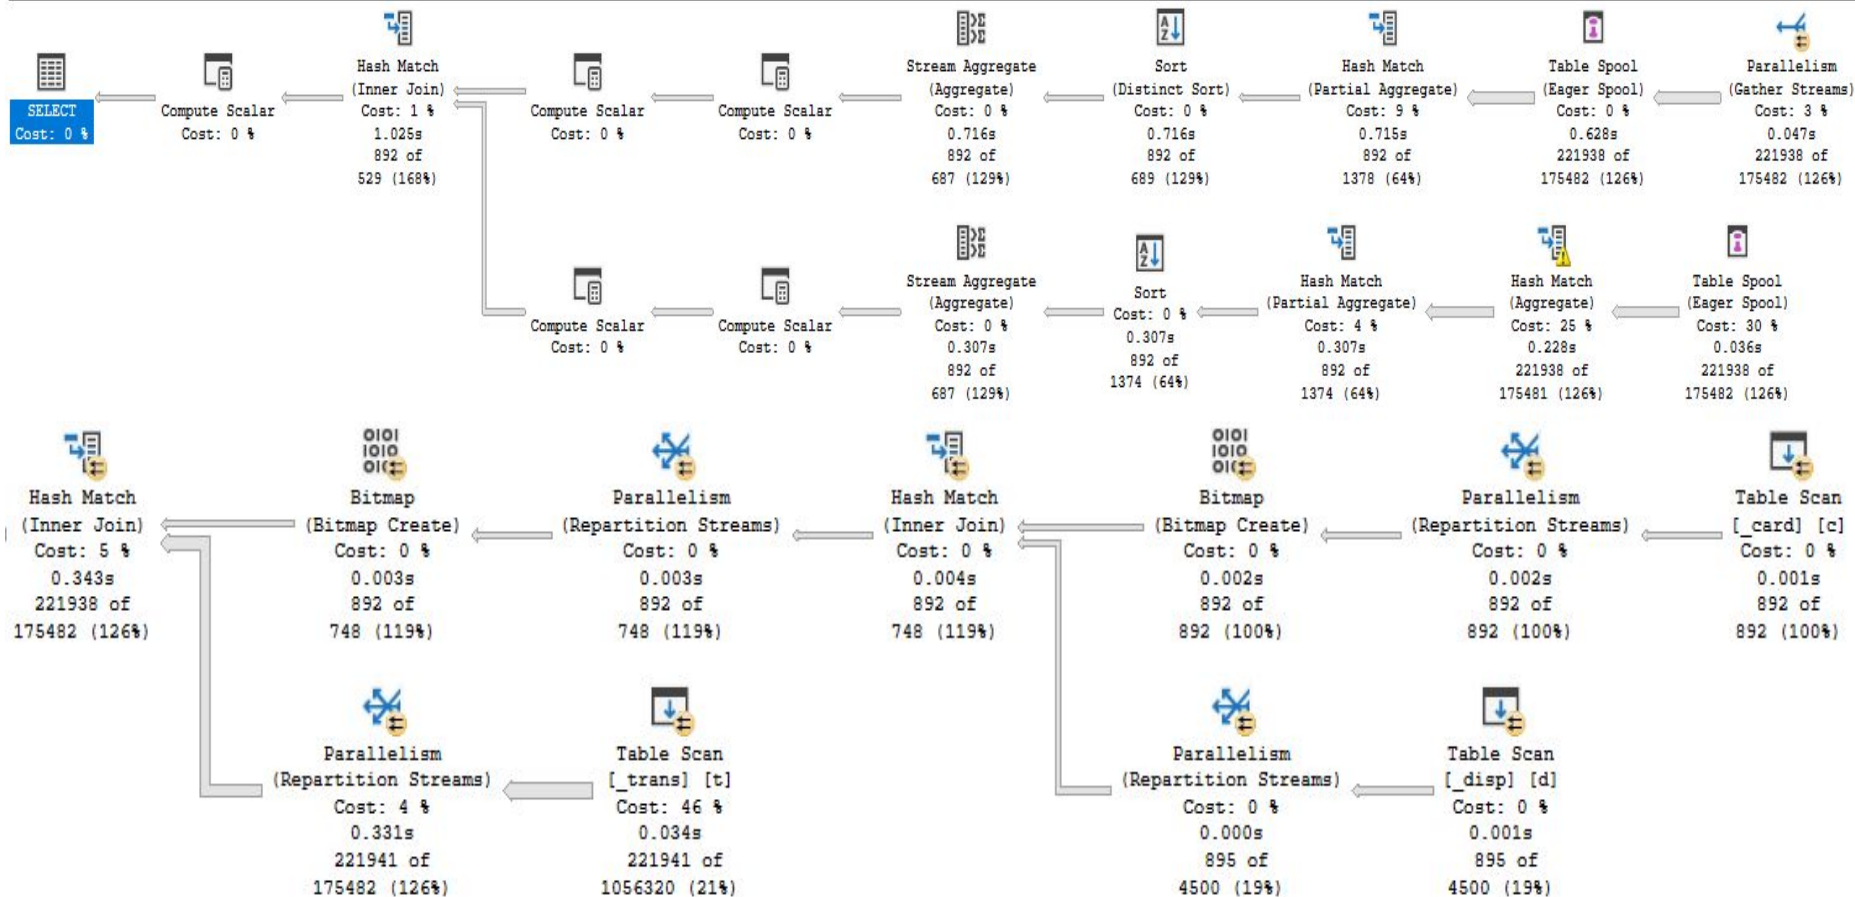 SELECT
Cost: 0 %
Compute Scalar
Cost: 0 %
Hash Match
(Inner Join)
Cost: 1 %
1.025s
892 of
529 (168%)
Compute Scalar
Cost: 0 %
Compute Scalar
Cost: 0 %
Stream Aggregate
(Aggregate)
Cost: 0 %
0.716s
892 of
687 (129%)
Sort
(Distinct Sort)
Cost: 0 %
0.716s
892 of
689 (129%)
Hash Match
(Partial Aggregate)
Cost: 9 %
0.715s
892 of
1378 (64%)
Table Spool
(Eager Spool)
Cost: 0 %
0.628s
221938 of
175482 (126%)
Parallelism
(Gather Streams)
Cost: 3 %
0.047s
221938 of
175482 (126%)
Compute Scalar
Cost: 0 %
Compute Scalar
Cost: 0 %
Stream Aggregate
(Aggregate)
Cost: 0 %
0.307s
892 of
687 (129%)
Sort
Cost: 0 %
0.307s
892 of
1374 (64%)
Hash Match
(Partial Aggregate)
Cost: 4 %
0.307s
892 of
1374 (64%)
Hash Match
(Aggregate)
Cost: 25 %
0.228s
221938 of
175481 (126%)
Table Spool
(Eager Spool)
Cost: 30 %
0.036s
221938 of
175482 (126%)
Hash Match
(Inner Join)
Cost: 5 %
0.343s
221938 of
175482 (126%)
Bitmap
(Bitmap Create)
Cost: 0 %
0.003s
892 of
748 (119%)
Parallelism
(Repartition Streams)
Cost: 0 %
0.003s
892 of
748 (119%)
Hash Match
(Inner Join)
Cost: 0 %
0.004s
892 of
748 (119%)
Bitmap
(Bitmap Create)
Cost: 0 %
0.002s
892 of
892 (100%)
Parallelism
(Repartition Streams)
Cost: 0 %
0.002s
892 of
892 (100%)
Table Scan
[_card] [c]
Cost: 0 %
0.001s
892 of
892 (100%)
Parallelism
(Repartition Streams)
Cost: 4 %
0.331s
221941 of
175482 (126%)
Table Scan
[_trans] [t]
Cost: 46 %
0.034s
221941 of
1056320 (21%)
Parallelism
(Repartition Streams)
Cost: 0 %
0.000s
895 of
4500 (19%)
Table Scan
[_disp] [d]
Cost: 0 %
0.001s
895 of
4500 (19%)